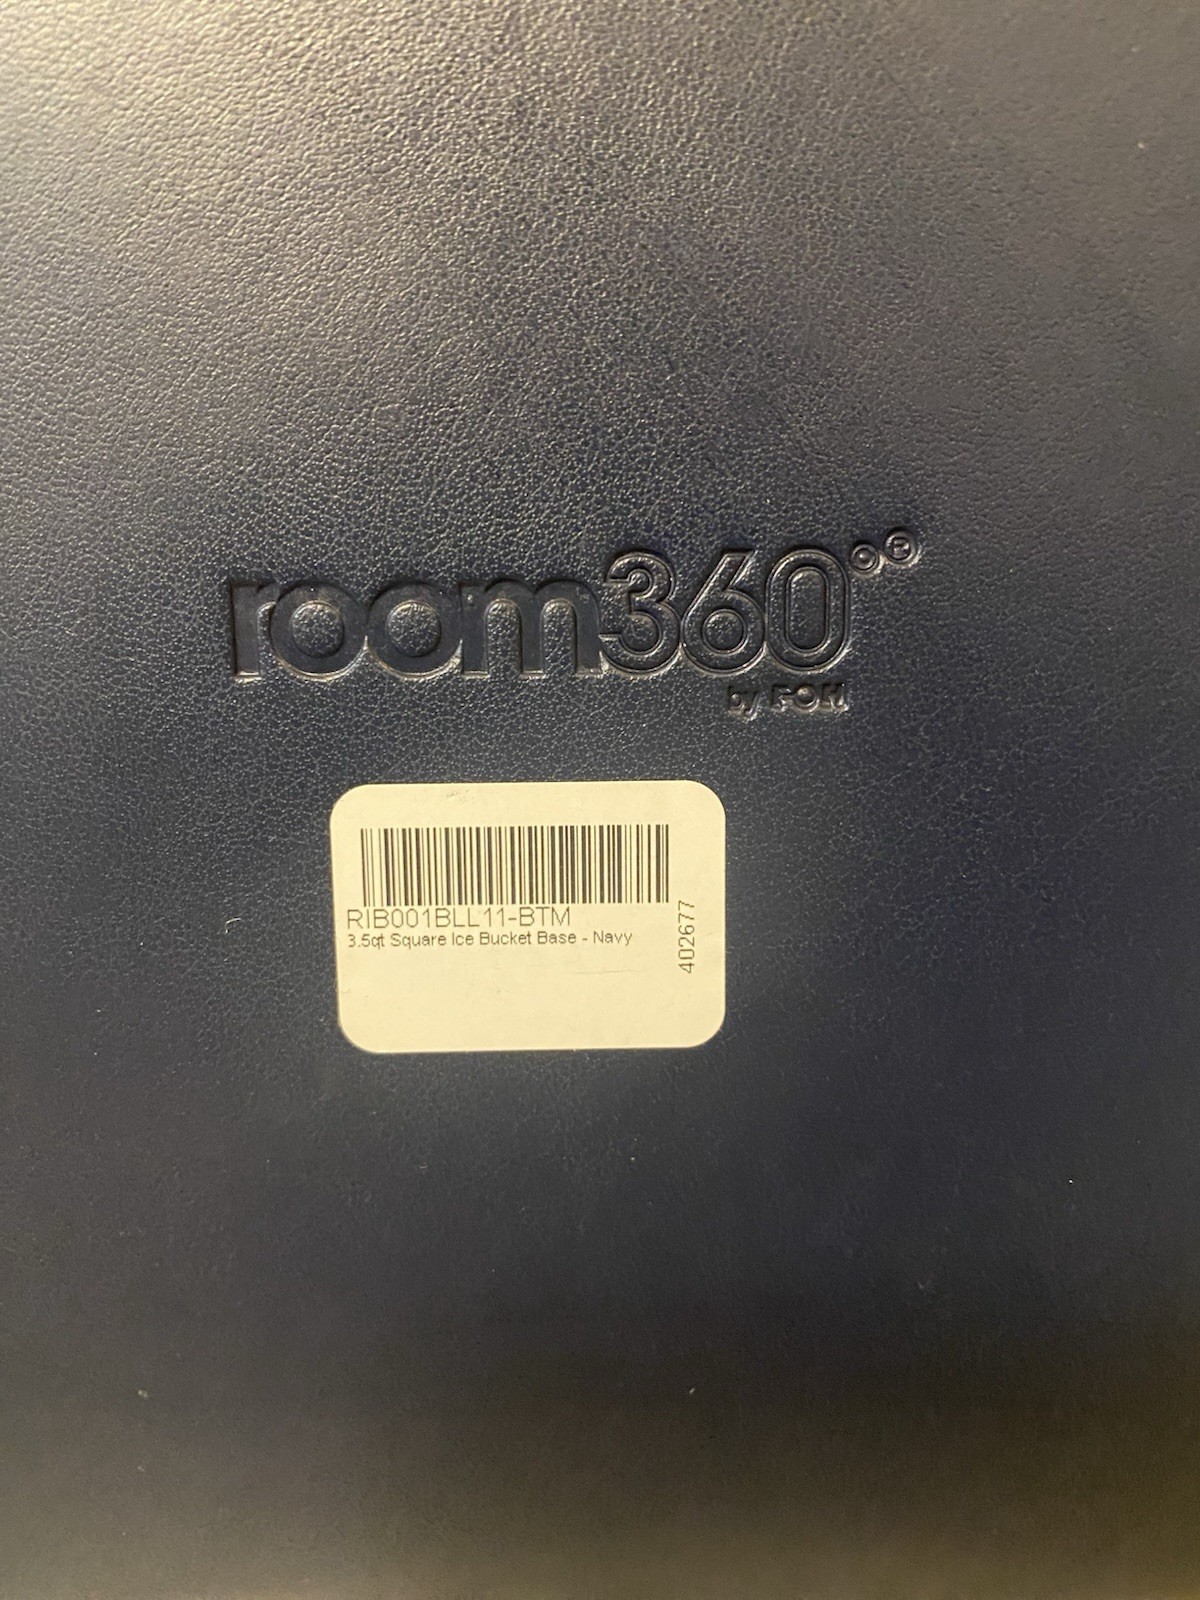 room360°®
by FOH
RIB001BLL11-BTM
3.5qt Square Ice Bucket Base - Navy
402677